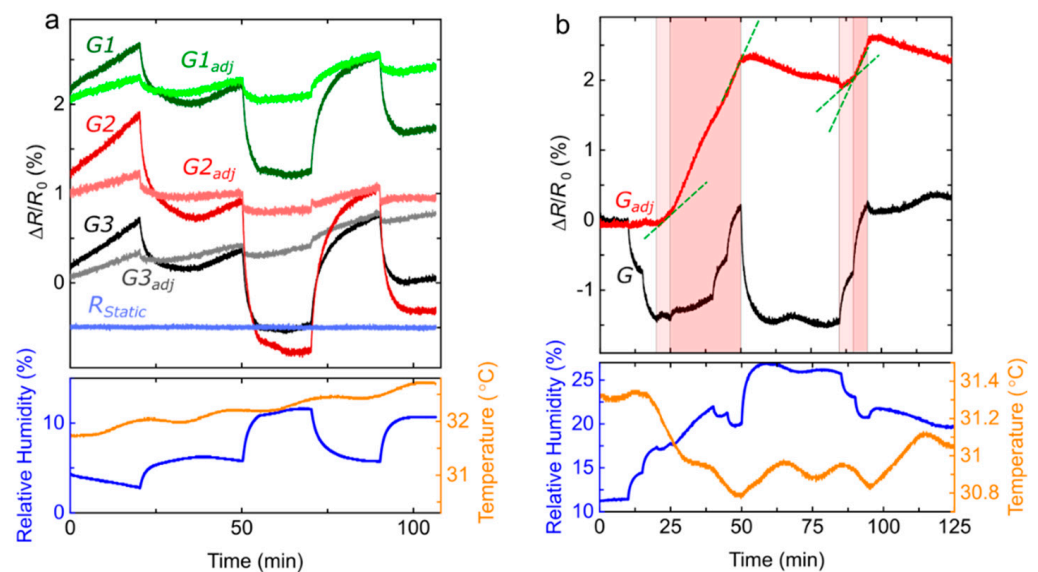 a
ΔR/R0 (%)
2
1
0
G1
G1adj
G2
G2adj
G3
G3adj
RStatic
Relative Humidity (%)
10
5
0
32
31
Temperature (°C)
0
50
100
Time (min)
b
ΔR/R0 (%)
2
1
0
-1
Gadj
G
Relative Humidity (%)
25
20
15
10
31.4
31.2
31
30.8
Temperature (°C)
0
25
50
75
100
125
Time (min)